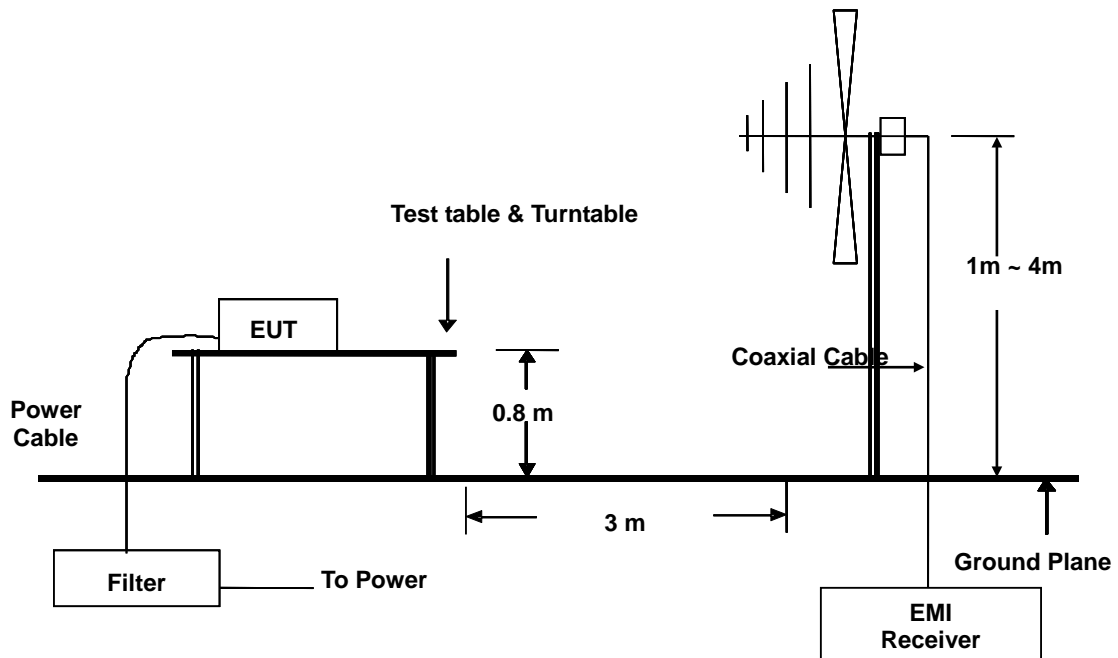 Test table & Turntable
EUT
1m ~ 4m
Coaxial Cable
0.8 m
Power
Cable
3 m
Ground Plane
Filter
To Power
EMI
Receiver